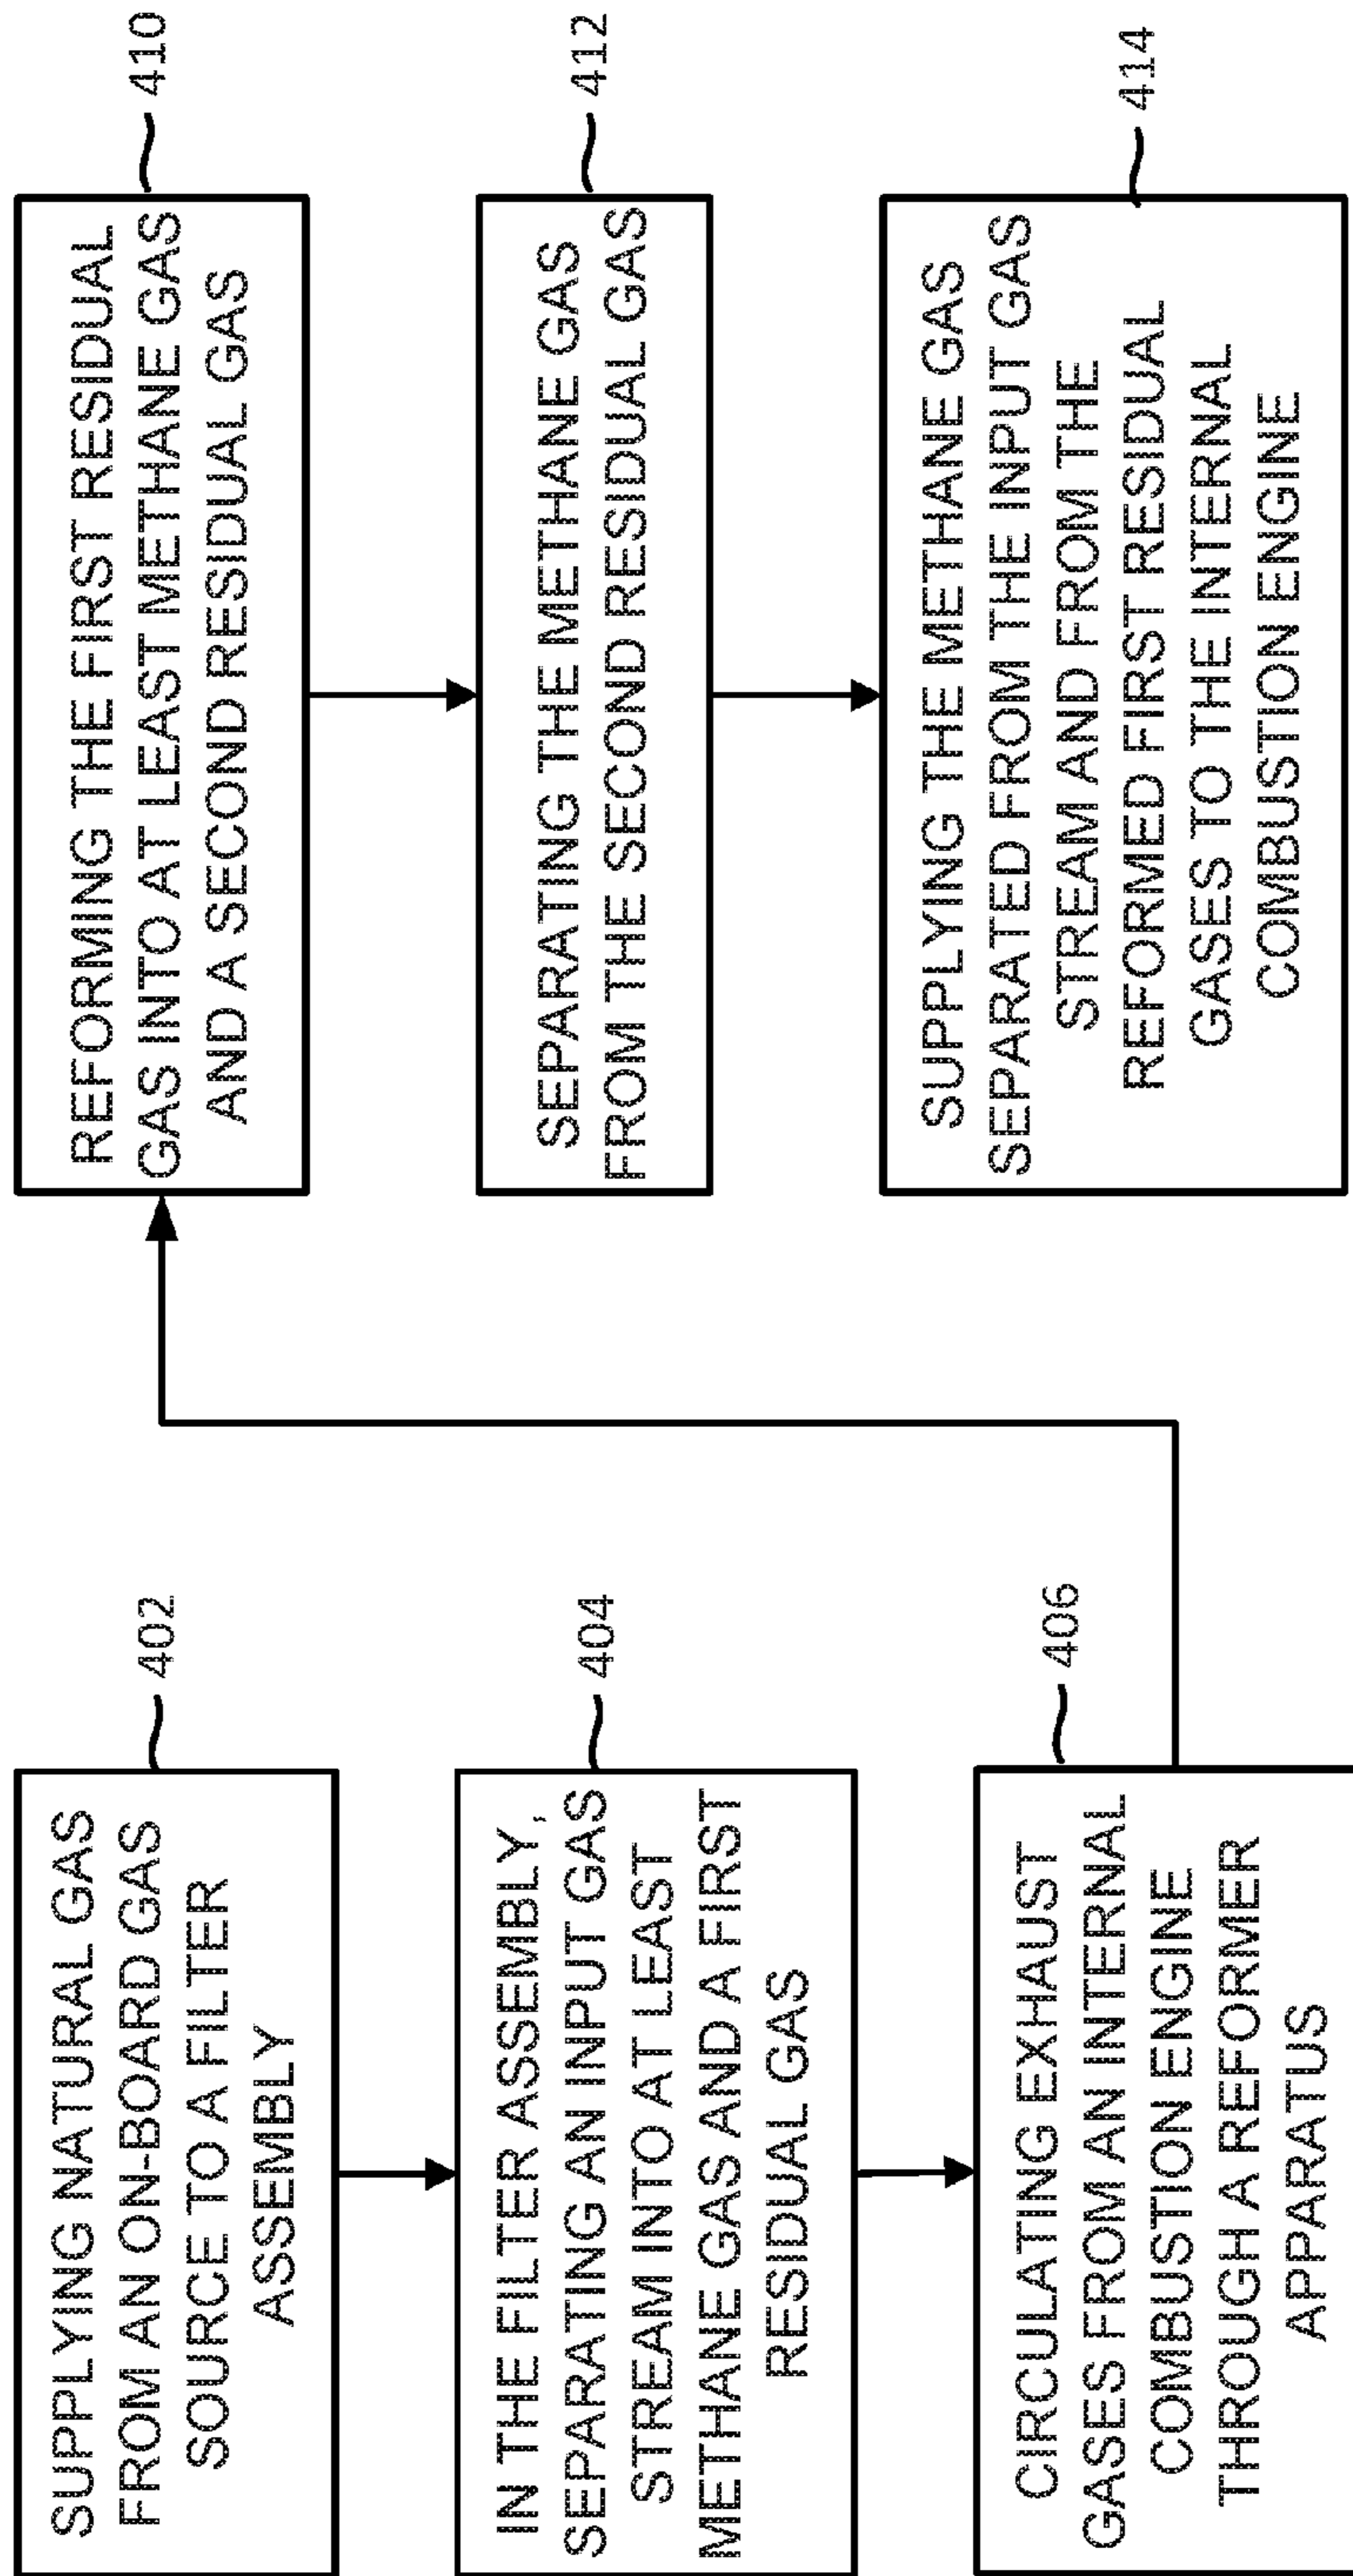 402
SUPPLYING NATURAL GAS
FROM AN ON-BOARD GAS
SOURCE TO A FILTER
ASSEMBLY
404
IN THE FILTER ASSEMBLY,
SEPARATING AN INPUT GAS
STREAM INTO AT LEAST
METHANE GAS AND A FIRST
RESIDUAL GAS
406
CIRCULATING EXHAUST
GASES FROM AN INTERNAL
COMBUSTION ENGINE
THROUGH A REFORMER
APPARATUS
410
REFORMING THE FIRST RESIDUAL
GAS INTO AT LEAST METHANE GAS
AND A SECOND RESIDUAL GAS
412
SEPARATING THE METHANE GAS
FROM THE SECOND RESIDUAL GAS
414
SUPPLYING THE METHANE GAS
SEPARATED FROM THE INPUT GAS
STREAM AND FROM THE
REFORMED FIRST RESIDUAL
GASES TO THE INTERNAL
COMBUSTION ENGINE